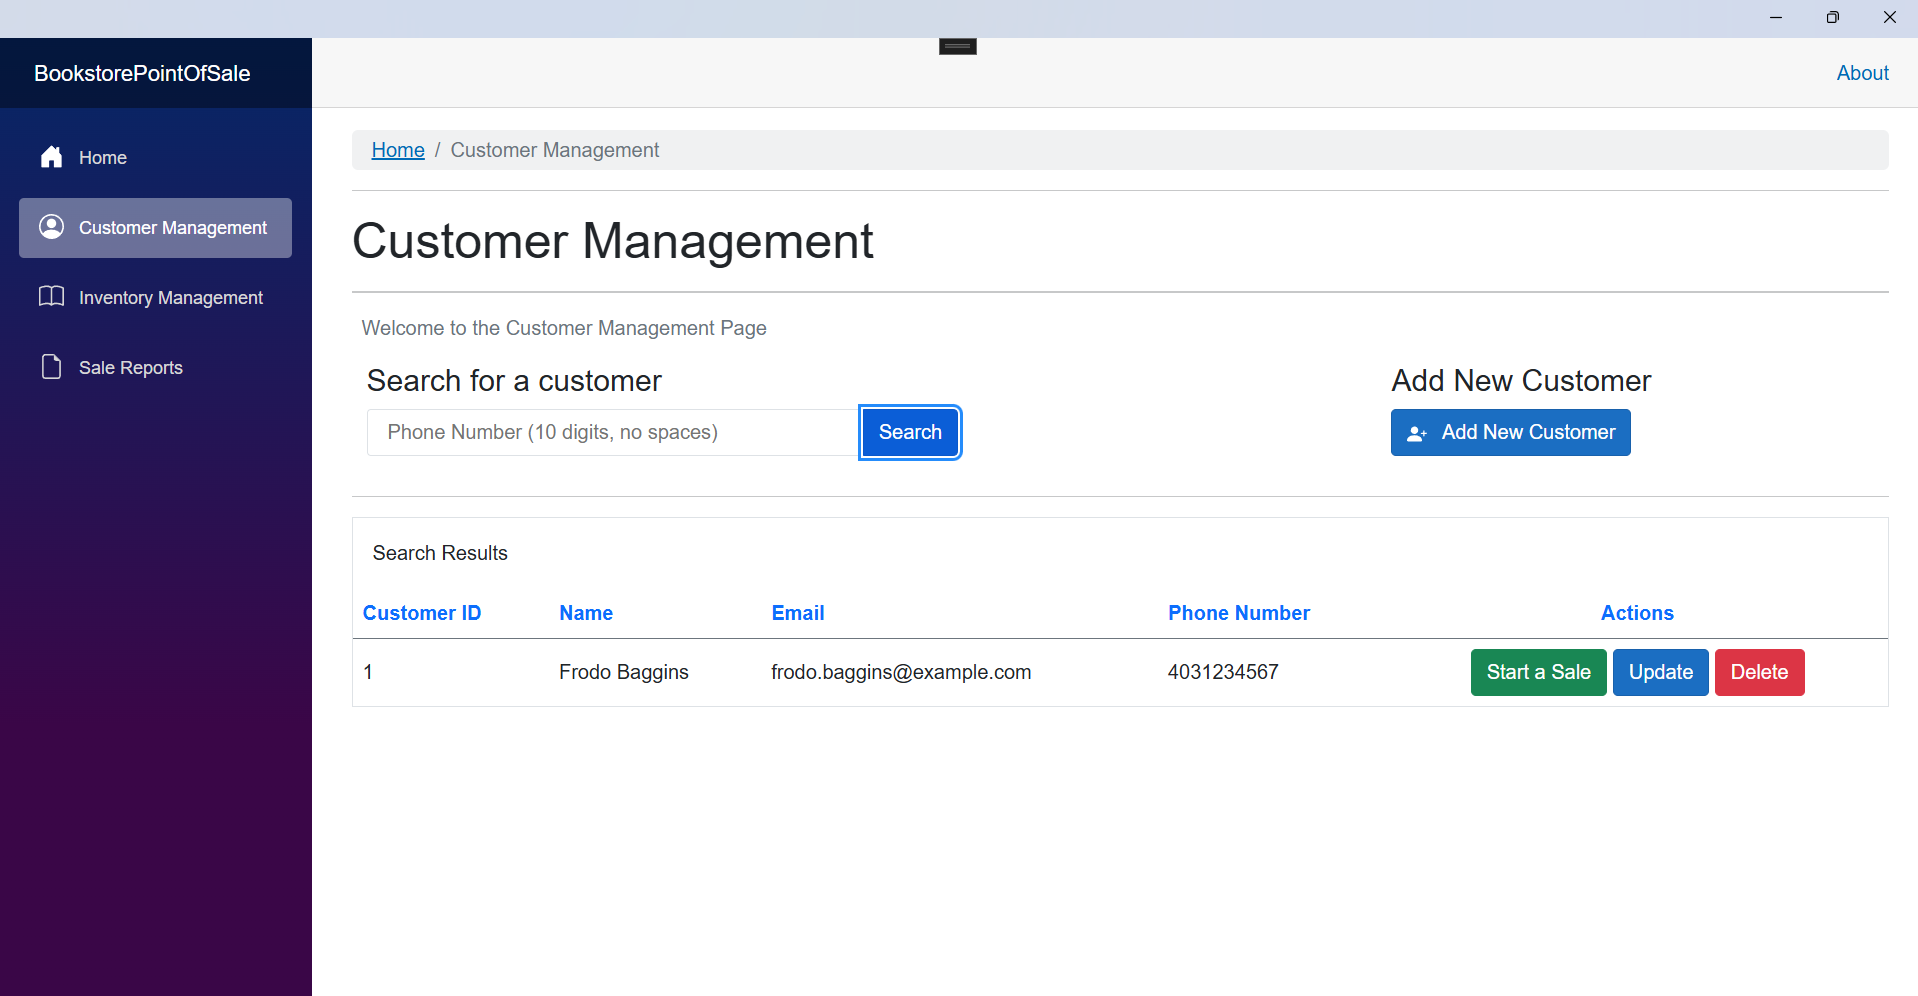 BookstorePointOfSale
About
Home
Customer Management
Inventory Management
Sale Reports
Home / Customer Management
Customer Management
Welcome to the Customer Management Page
Search for a customer
Add New Customer
Phone Number (10 digits, no spaces) Search
Add New Customer
Search Results
Customer ID Name Email Phone Number Actions
1 Frodo Baggins frodo.baggins@example.com 4031234567 Start a Sale Update Delete